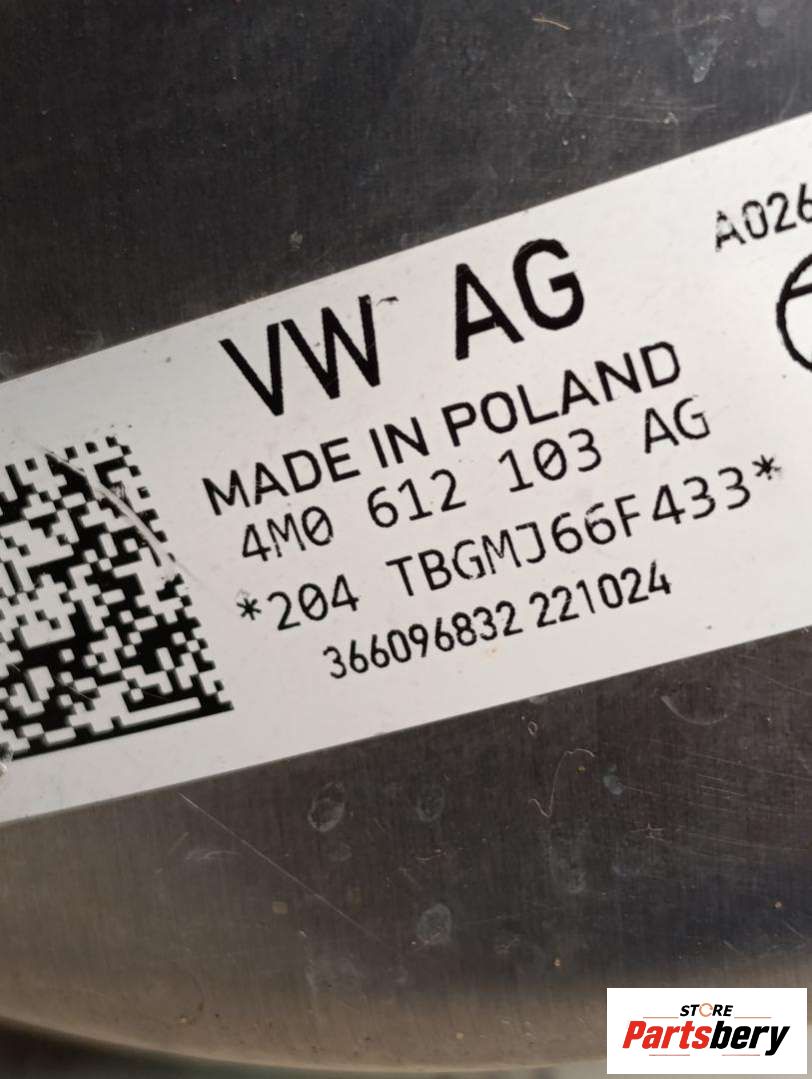 A026
VW AG
MADE IN POLAND
4M0 612 103 AG
*204 TBGMJ66F433*
366096832 221024
STORE
Partsbery